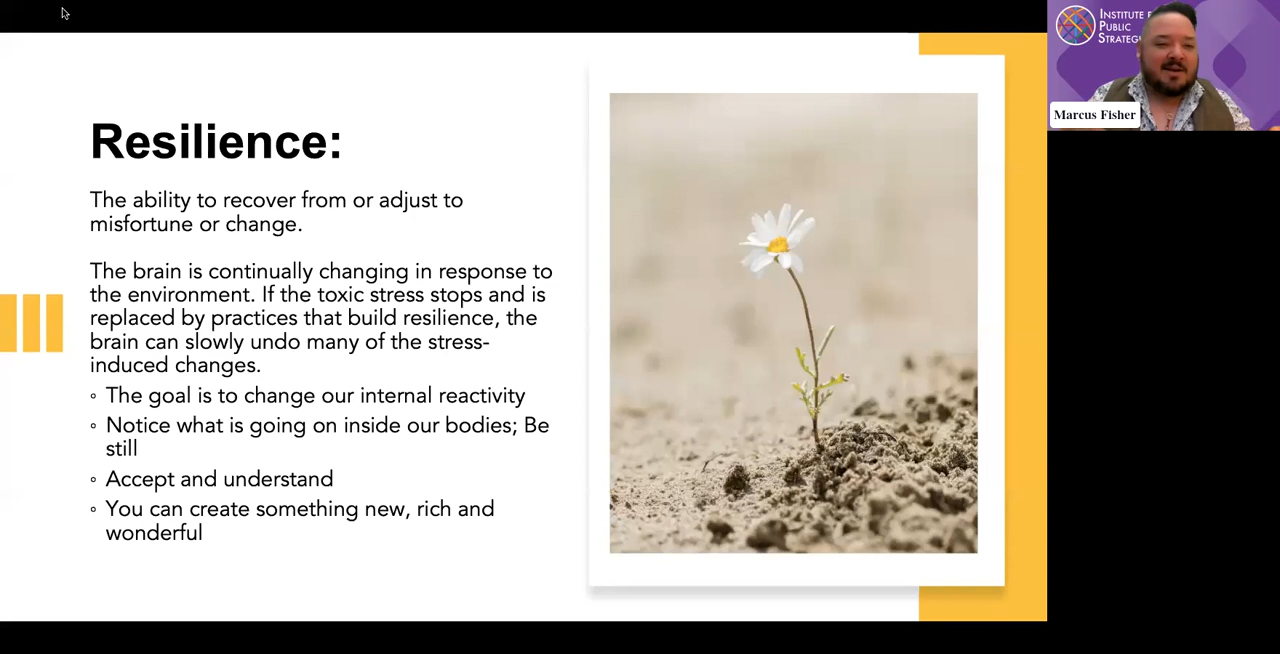 Resilience:
The ability to recover from or adjust to
misfortune or change.
The brain is continually changing in response to
the environment. If the toxic stress stops and is
replaced by practices that build resilience, the
brain can slowly undo many of the stress-
induced changes.
◦ The goal is to change our internal reactivity
◦ Notice what is going on inside our bodies; Be
still
◦ Accept and understand
◦ You can create something new, rich and
wonderful
INSTITUTE
PUBLIC
Marcus Fisher